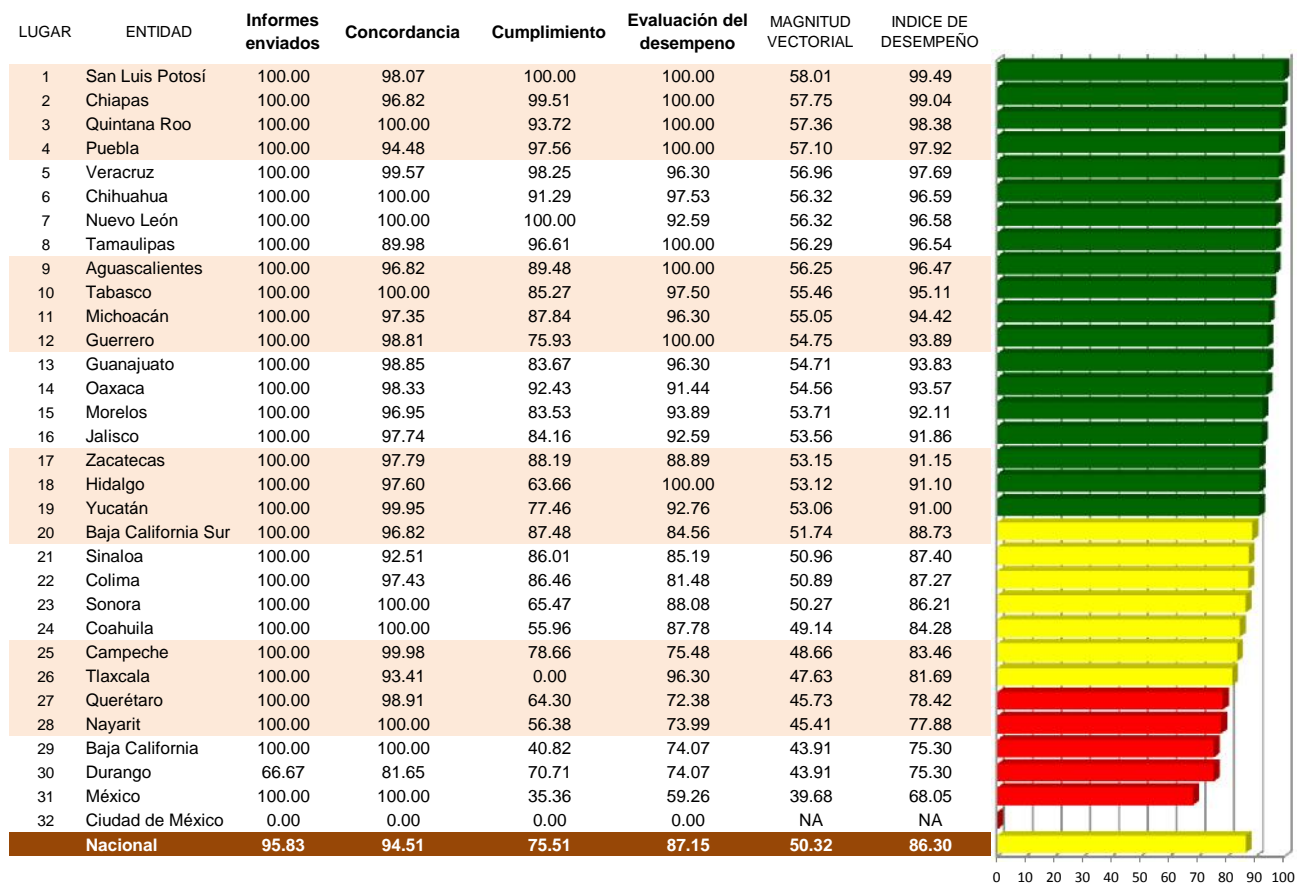 LUGAR ENTIDAD Informes enviados Concordancia Cumplimiento Evaluación del desempeno MAGNITUD VECTORIAL INDICE DE DESEMPEÑO
1 San Luis Potosí 100.00 98.07 100.00 100.00 58.01 99.49
2 Chiapas 100.00 96.82 99.51 100.00 57.75 99.04
3 Quintana Roo 100.00 100.00 93.72 100.00 57.36 98.38
4 Puebla 100.00 94.48 97.56 100.00 57.10 97.92
5 Veracruz 100.00 99.57 98.25 96.30 56.96 97.69
6 Chihuahua 100.00 100.00 91.29 97.53 56.32 96.59
7 Nuevo León 100.00 100.00 100.00 92.59 56.32 96.58
8 Tamaulipas 100.00 89.98 96.61 100.00 56.29 96.54
9 Aguascalientes 100.00 96.82 89.48 100.00 56.25 96.47
10 Tabasco 100.00 100.00 85.27 97.50 55.46 95.11
11 Michoacán 100.00 97.35 87.84 96.30 55.05 94.42
12 Guerrero 100.00 98.81 75.93 100.00 54.75 93.89
13 Guanajuato 100.00 98.85 83.67 96.30 54.71 93.83
14 Oaxaca 100.00 98.33 92.43 91.44 54.56 93.57
15 Morelos 100.00 96.95 83.53 93.89 53.71 92.11
16 Jalisco 100.00 97.74 84.16 92.59 53.56 91.86
17 Zacatecas 100.00 97.79 88.19 88.89 53.15 91.15
18 Hidalgo 100.00 97.60 63.66 100.00 53.12 91.10
19 Yucatán 100.00 99.95 77.46 92.76 53.06 91.00
20 Baja California Sur 100.00 96.82 87.48 84.56 51.74 88.73
21 Sinaloa 100.00 92.51 86.01 85.19 50.96 87.40
22 Colima 100.00 97.43 86.46 81.48 50.89 87.27
23 Sonora 100.00 100.00 65.47 88.08 50.27 86.21
24 Coahuila 100.00 100.00 55.96 87.78 49.14 84.28
25 Campeche 100.00 99.98 78.66 75.48 48.66 83.46
26 Tlaxcala 100.00 93.41 0.00 96.30 47.63 81.69
27 Querétaro 100.00 98.91 64.30 72.38 45.73 78.42
28 Nayarit 100.00 100.00 56.38 73.99 45.41 77.88
29 Baja California 100.00 100.00 40.82 74.07 43.91 75.30
30 Durango 66.67 81.65 70.71 74.07 43.91 75.30
31 México 100.00 100.00 35.36 59.26 39.68 68.05
32 Ciudad de México 0.00 0.00 0.00 0.00 NA NA
Nacional 95.83 94.51 75.51 87.15 50.32 86.30
0 10 20 30 40 50 60 70 80 90 100